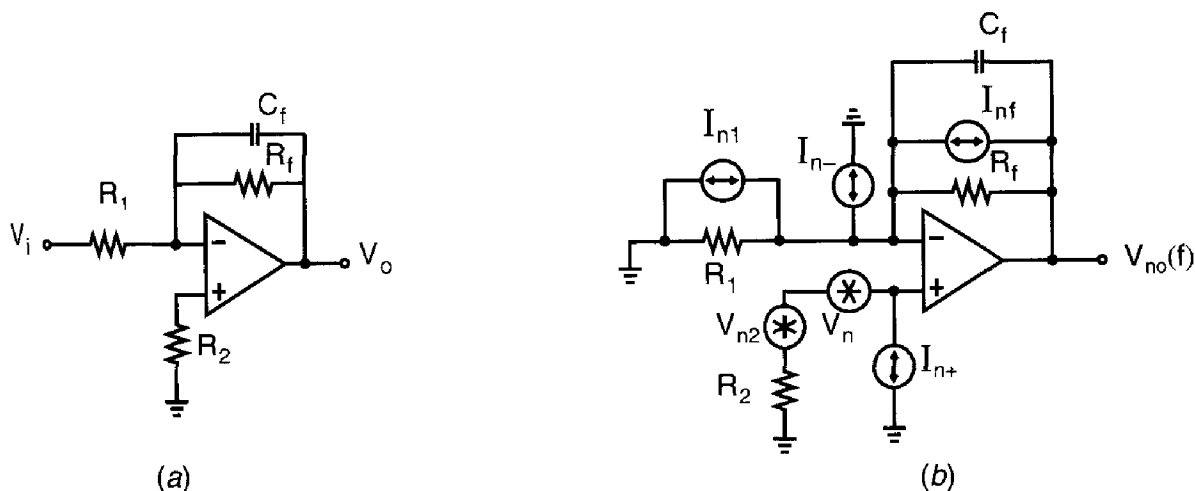 C_f
R_f
R_1
V_i
−
+
V_o
R_2
(a)
C_f
I_nf
I_n1
I_n−
R_f
R_1
−
+
V_no(f)
V_n2
V_n
I_n+
R_2
(b)